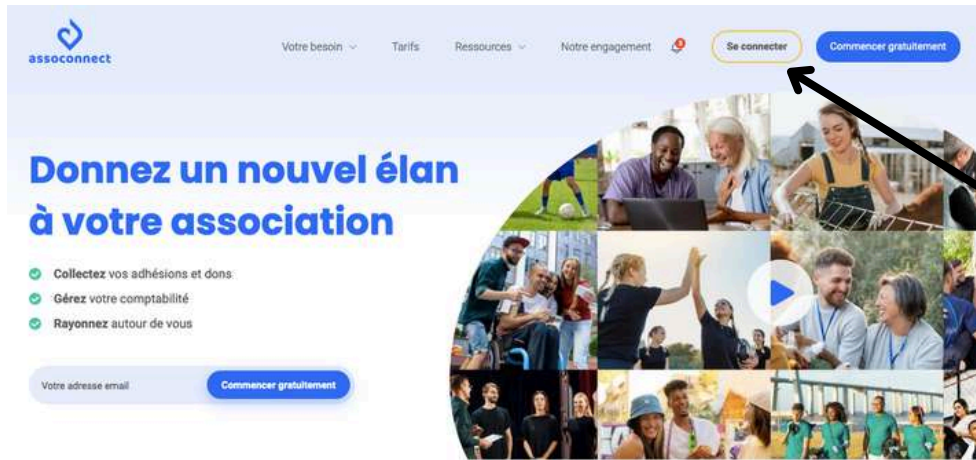 assoconnect
Votre besoin
Tarifs
Ressources
Notre engagement
Se connecter
Commencer gratuitement
Donnez un nouvel élan
à votre association
Collectez vos adhésions et dons
Gérez votre comptabilité
Rayonnez autour de vous
Votre adresse email
Commencer gratuitement